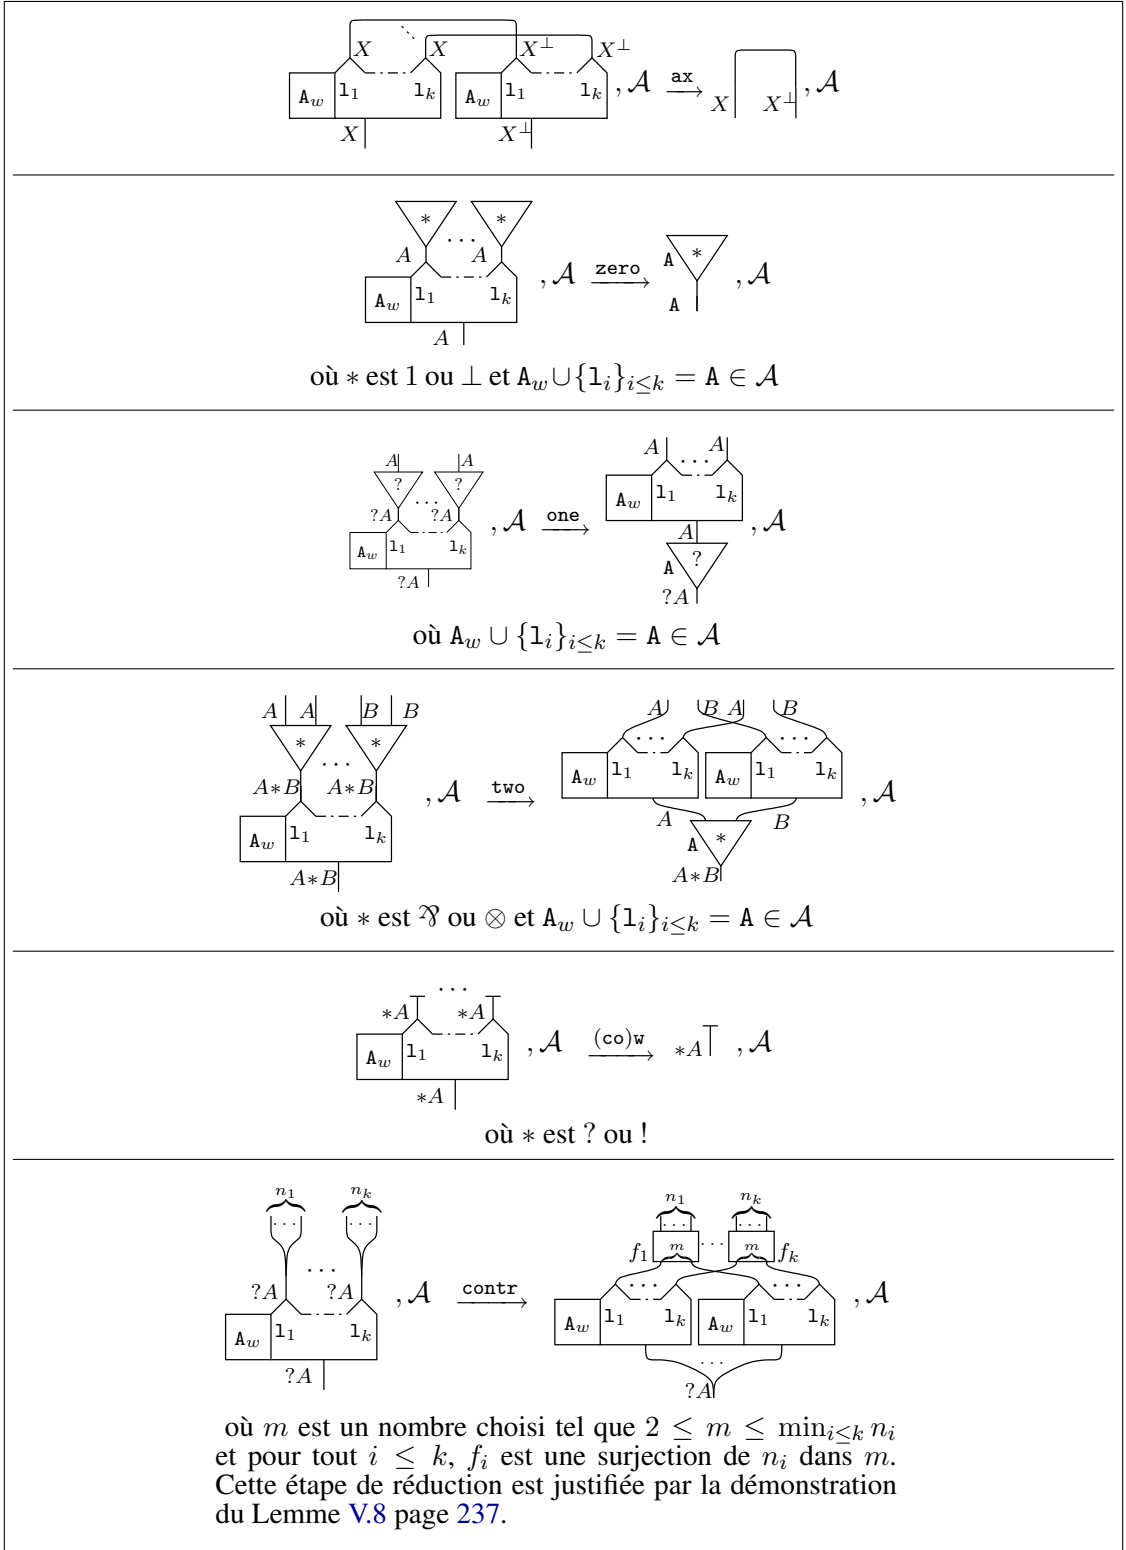 X X X^⊥ X^⊥
A_w l_1 l_k A_w l_1 l_k , 𝒜 ax→ X X^⊥ , 𝒜
X X^⊥
* * 
A ... A , 𝒜 zero→ A * , 𝒜
A_w l_1 l_k A
A
où ∗ est 1 ou ⊥ et A_w ∪ {l_i}_{i≤k} = A ∈ 𝒜
A A A ... A
? ? A_w l_1 l_k
?A ... ?A , 𝒜 one→ , 𝒜
A_w l_1 l_k A
?A A ?
?A
où A_w ∪ {l_i}_{i≤k} = A ∈ 𝒜
A A B B A B A B
* ... * ... ...
A∗B A∗B , 𝒜 two→ A_w l_1 l_k A_w l_1 l_k , 𝒜
A_w l_1 l_k A B
A∗B A *
A∗B
où ∗ est ⅋ ou ⊗ et A_w ∪ {l_i}_{i≤k} = A ∈ 𝒜
...
∗A ∗A
A_w l_1 l_k , 𝒜 (co)w→ ∗A , 𝒜
∗A
où ∗ est ? ou !
n_1 n_k n_1 n_k
... ... ... ...
... f_1 m ... m f_k
?A ?A , 𝒜 contr→ ... ... , 𝒜
A_w l_1 l_k A_w l_1 l_k A_w l_1 l_k
?A ...
?A
où m est un nombre choisi tel que 2 ≤ m ≤ min_{i≤k} n_i
et pour tout i ≤ k, f_i est une surjection de n_i dans m.
Cette étape de réduction est justifiée par la démonstration
du Lemme V.8 page 237.